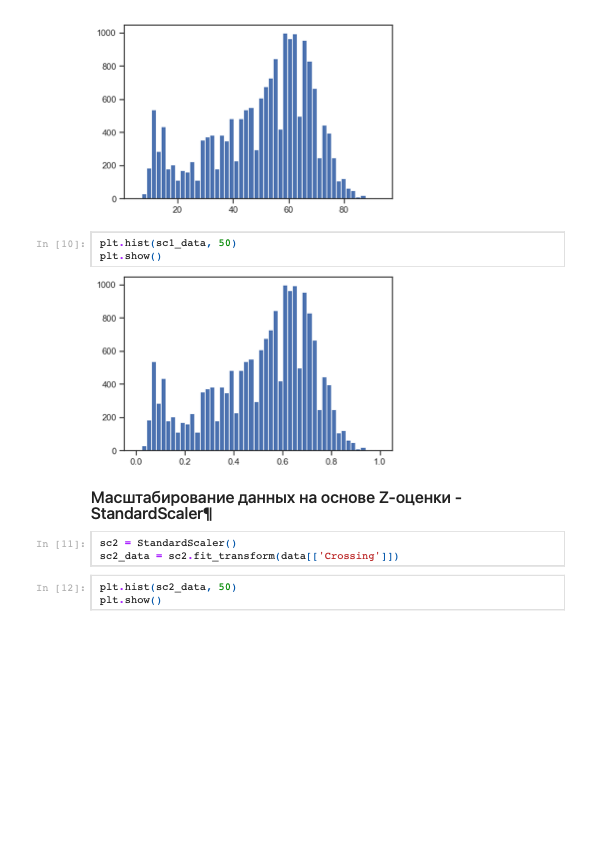 1000
800
600
400
200
0
20 40 60 80
In [10]: plt.hist(sc1_data, 50)
plt.show()
1000
800
600
400
200
0
0.0 0.2 0.4 0.6 0.8 1.0
Масштабирование данных на основе Z-оценки -
StandardScaler¶
In [11]: sc2 = StandardScaler()
sc2_data = sc2.fit_transform(data[['Crossing']])
In [12]: plt.hist(sc2_data, 50)
plt.show()